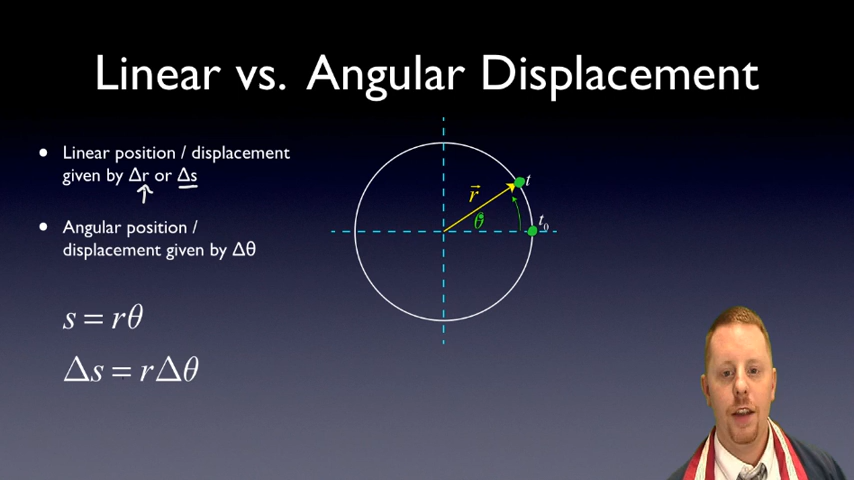 Linear vs. Angular Displacement
• Linear position / displacement
given by Δr or Δs
• Angular position /
displacement given by Δθ
s = rθ
Δs = rΔθ
t
r⃗
θ
t₀